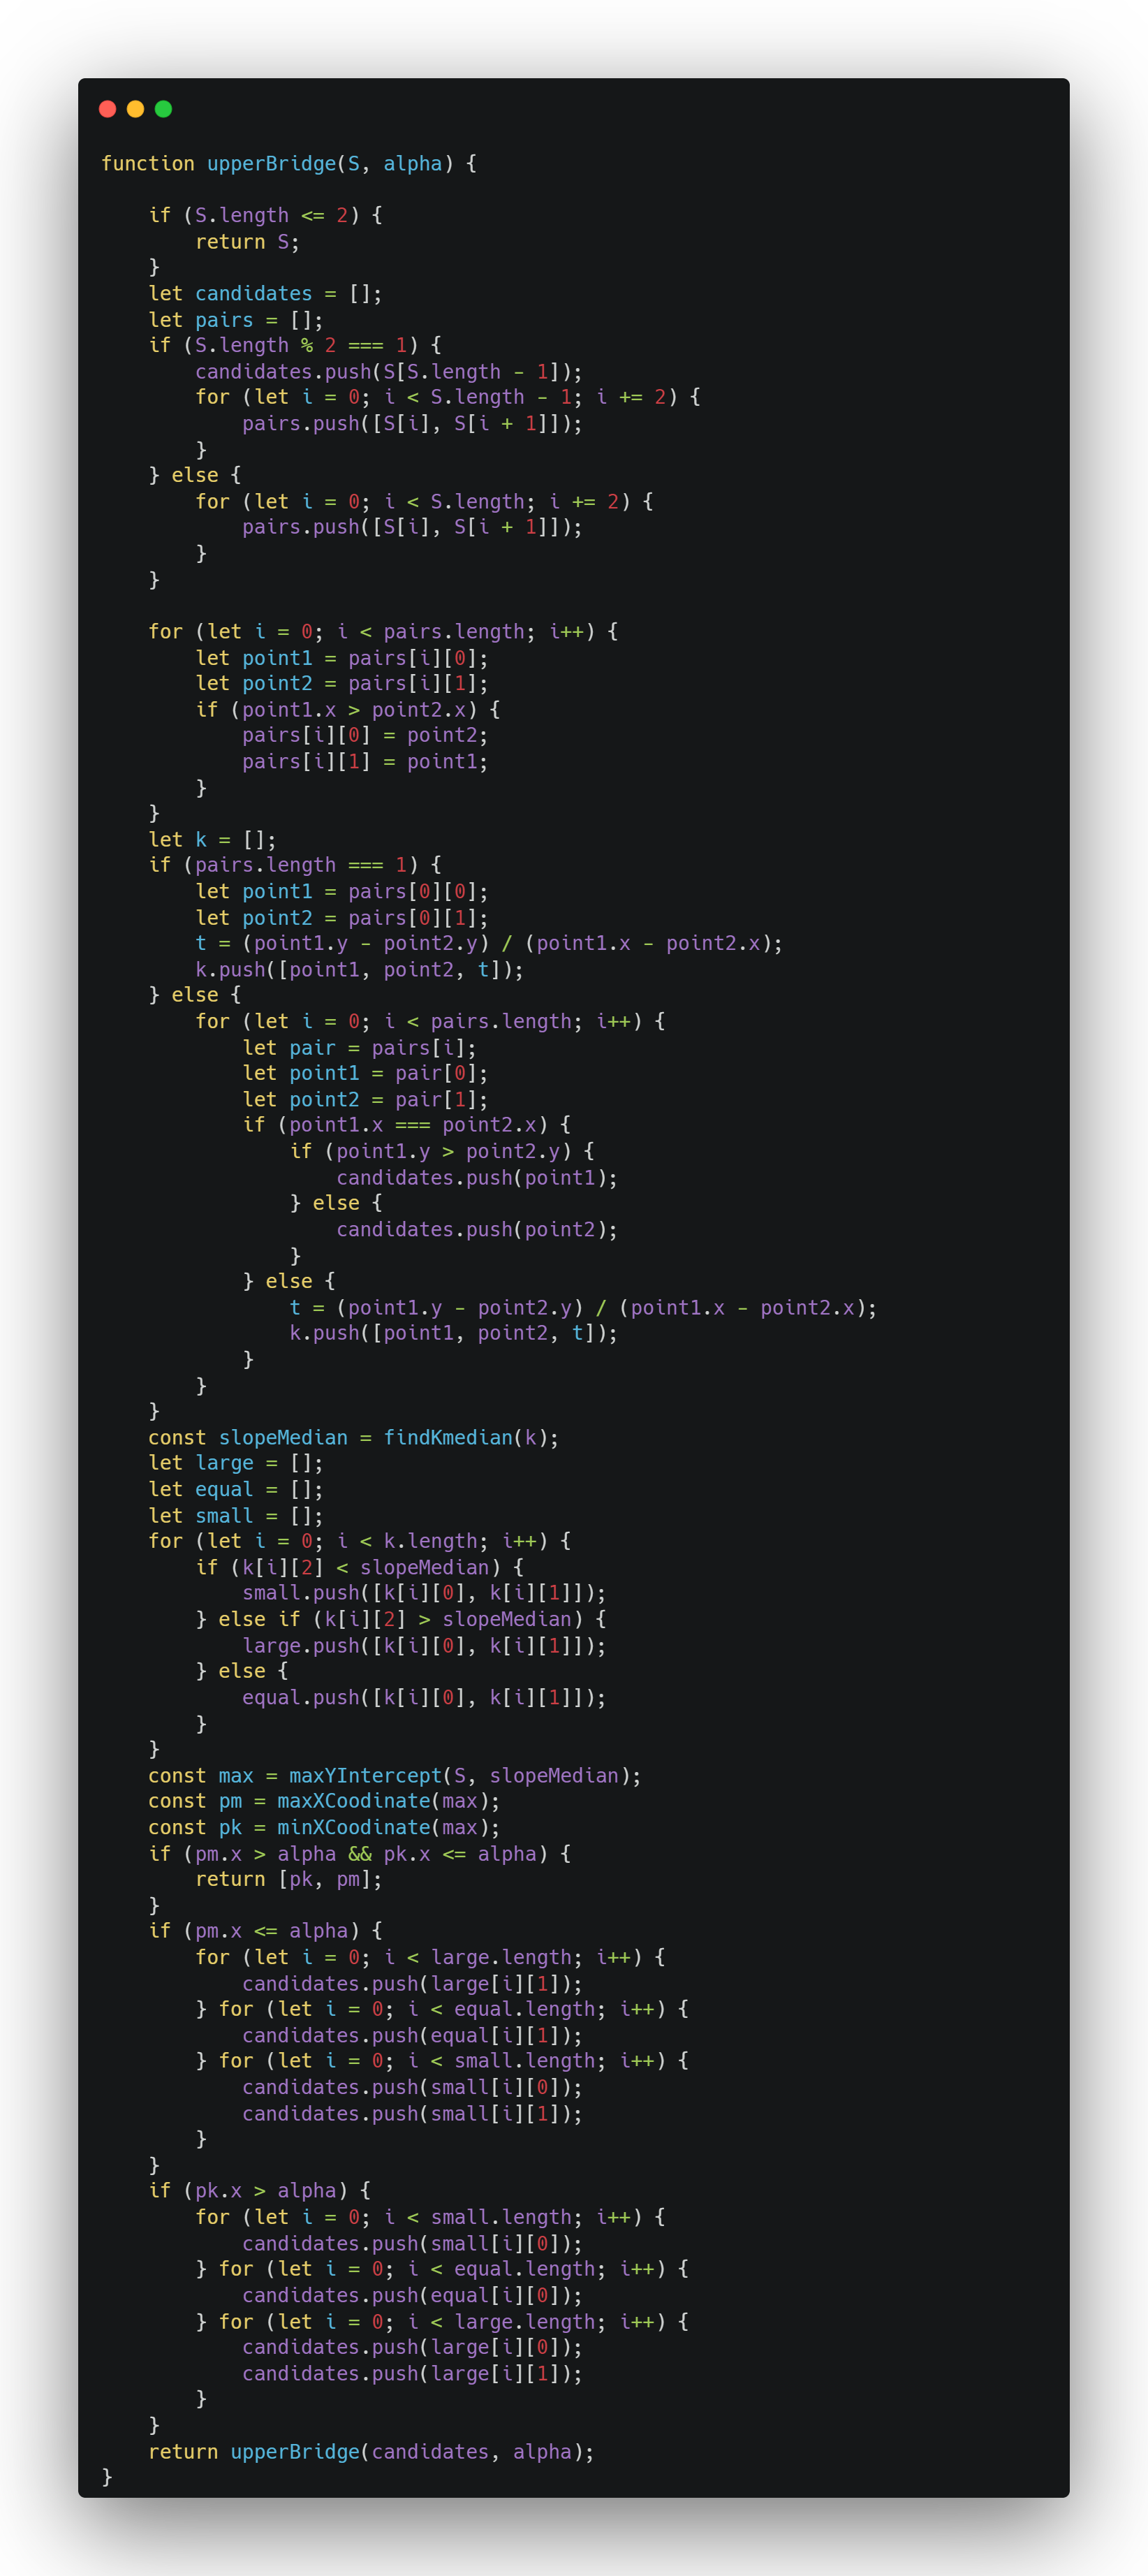 function upperBridge(S, alpha) {

    if (S.length <= 2) {
        return S;
    }
    let candidates = [];
    let pairs = [];
    if (S.length % 2 === 1) {
        candidates.push(S[S.length - 1]);
        for (let i = 0; i < S.length - 1; i += 2) {
            pairs.push([S[i], S[i + 1]]);
        }
    } else {
        for (let i = 0; i < S.length; i += 2) {
            pairs.push([S[i], S[i + 1]]);
        }
    }

    for (let i = 0; i < pairs.length; i++) {
        let point1 = pairs[i][0];
        let point2 = pairs[i][1];
        if (point1.x > point2.x) {
            pairs[i][0] = point2;
            pairs[i][1] = point1;
        }
    }
    let k = [];
    if (pairs.length === 1) {
        let point1 = pairs[0][0];
        let point2 = pairs[0][1];
        t = (point1.y - point2.y) / (point1.x - point2.x);
        k.push([point1, point2, t]);
    } else {
        for (let i = 0; i < pairs.length; i++) {
            let pair = pairs[i];
            let point1 = pair[0];
            let point2 = pair[1];
            if (point1.x === point2.x) {
                if (point1.y > point2.y) {
                    candidates.push(point1);
                } else {
                    candidates.push(point2);
                }
            } else {
                t = (point1.y - point2.y) / (point1.x - point2.x);
                k.push([point1, point2, t]);
            }
        }
    }
    const slopeMedian = findKmedian(k);
    let large = [];
    let equal = [];
    let small = [];
    for (let i = 0; i < k.length; i++) {
        if (k[i][2] < slopeMedian) {
            small.push([k[i][0], k[i][1]]);
        } else if (k[i][2] > slopeMedian) {
            large.push([k[i][0], k[i][1]]);
        } else {
            equal.push([k[i][0], k[i][1]]);
        }
    }
    const max = maxYIntercept(S, slopeMedian);
    const pm = maxXCoodinate(max);
    const pk = minXCoodinate(max);
    if (pm.x > alpha && pk.x <= alpha) {
        return [pk, pm];
    }
    if (pm.x <= alpha) {
        for (let i = 0; i < large.length; i++) {
            candidates.push(large[i][1]);
        } for (let i = 0; i < equal.length; i++) {
            candidates.push(equal[i][1]);
        } for (let i = 0; i < small.length; i++) {
            candidates.push(small[i][0]);
            candidates.push(small[i][1]);
        }
    }
    if (pk.x > alpha) {
        for (let i = 0; i < small.length; i++) {
            candidates.push(small[i][0]);
        } for (let i = 0; i < equal.length; i++) {
            candidates.push(equal[i][0]);
        } for (let i = 0; i < large.length; i++) {
            candidates.push(large[i][0]);
            candidates.push(large[i][1]);
        }
    }
    return upperBridge(candidates, alpha);
}